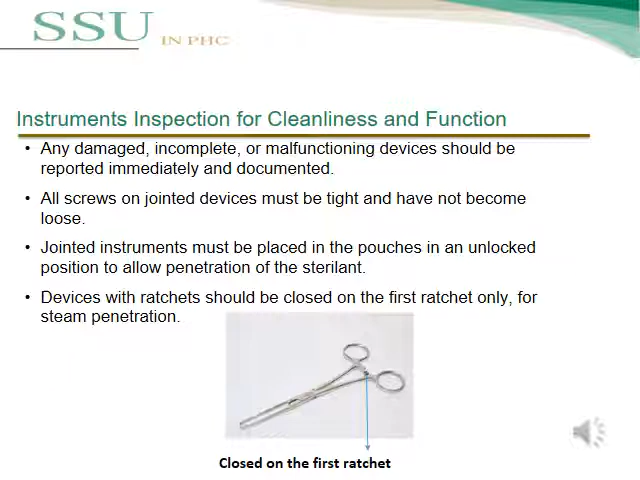 SSU IN PHC
Instruments Inspection for Cleanliness and Function
• Any damaged, incomplete, or malfunctioning devices should be
reported immediately and documented.
• All screws on jointed devices must be tight and have not become
loose.
• Jointed instruments must be placed in the pouches in an unlocked
position to allow penetration of the sterilant.
• Devices with ratchets should be closed on the first ratchet only, for
steam penetration.
Closed on the first ratchet